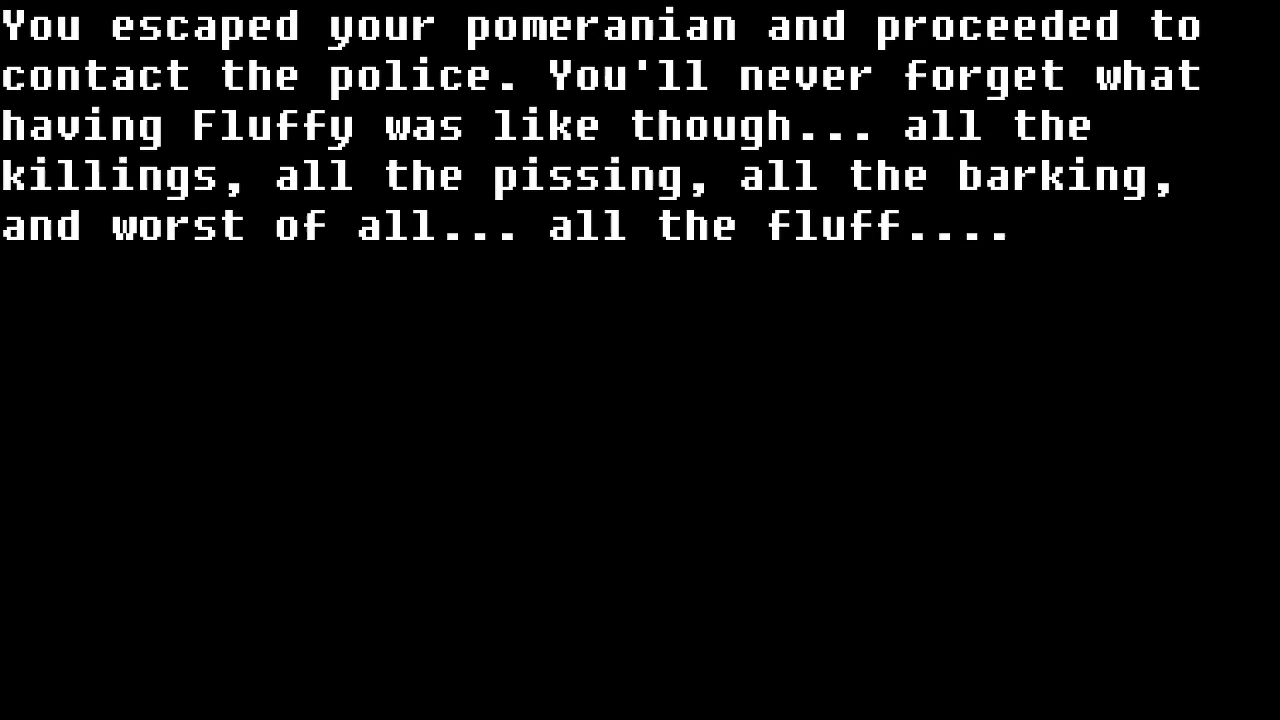 You escaped your pomeranian and proceeded to
contact the police. You'll never forget what
having Fluffy was like though... all the
killings, all the pissing, all the barking,
and worst of all... all the fluff....